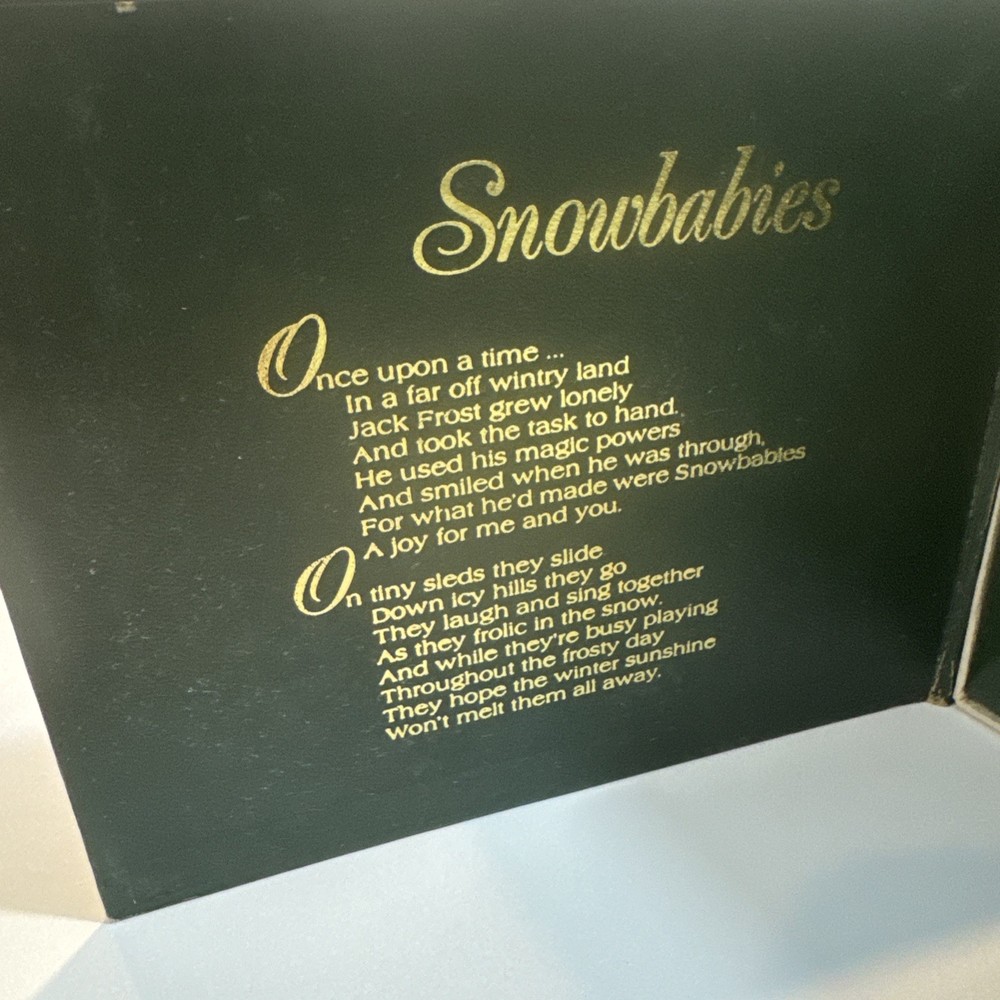 Snowbabies
Once upon a time ...
In a far off wintry land
Jack Frost grew lonely
And took the task to hand.
He used his magic powers
And smiled when he was through,
For what he'd made were Snowbabies
A joy for me and you.
On tiny sleds they slide
Down icy hills they go
They laugh and sing together
As they frolic in the snow.
And while they're busy playing
Throughout the frosty day
They hope the winter sunshine
Won't melt them all away.